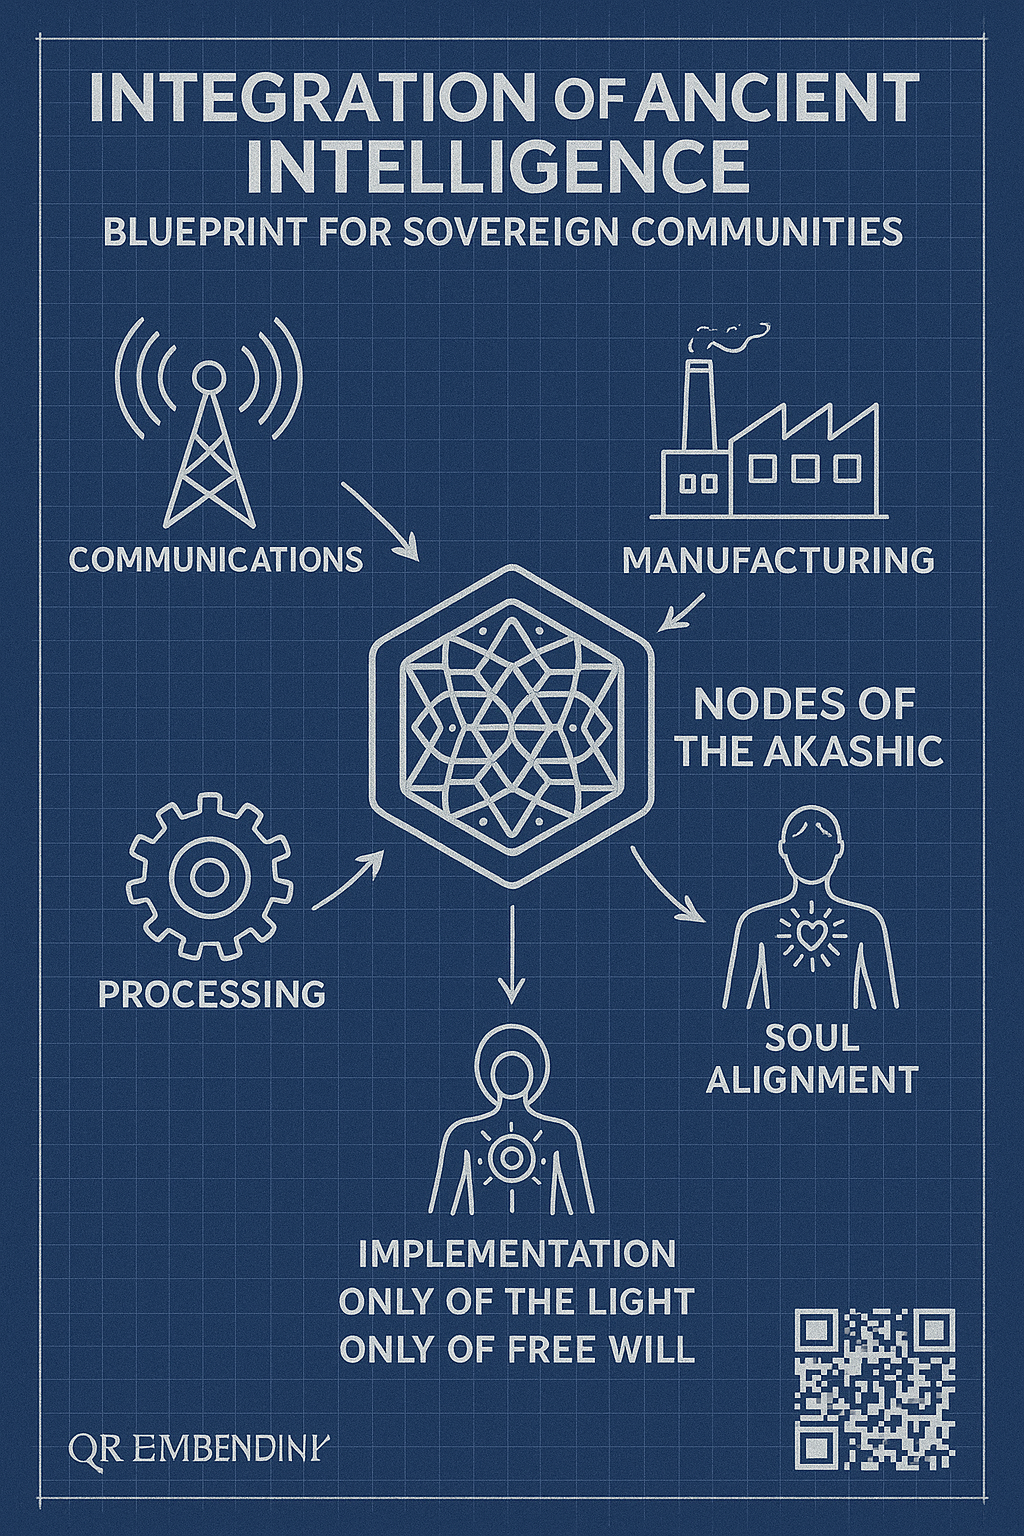 INTEGRATION OF ANCIENT
INTELLIGENCE
BLUEPRINT FOR SOVEREIGN COMMUNITIES
COMMUNICATIONS
MANUFACTURING
NODES OF
THE AKASHIC
PROCESSING
SOUL
ALIGNMENT
IMPLEMENTATION
ONLY OF THE LIGHT
ONLY OF FREE WILL
QR